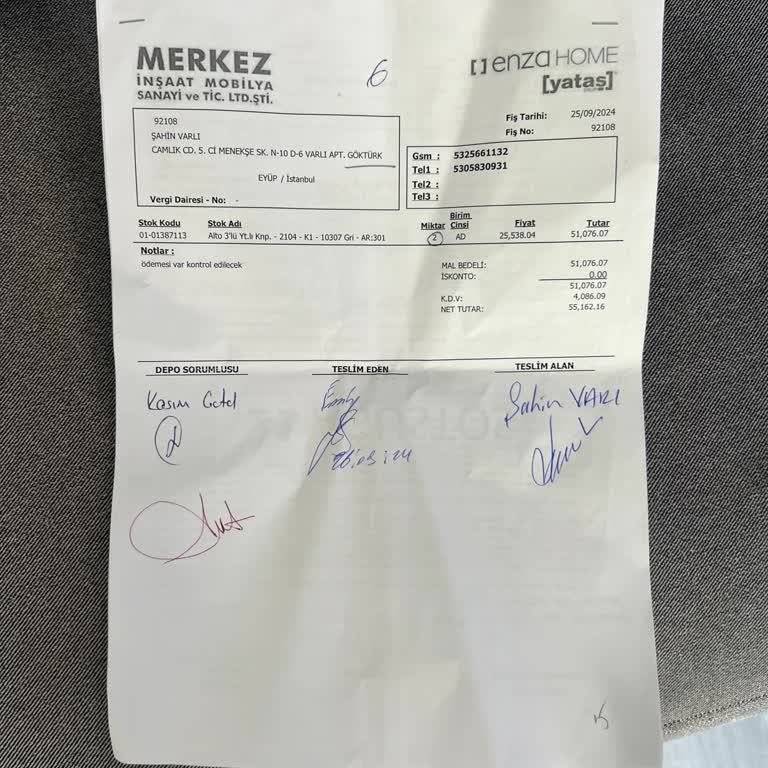 MERKEZ
İNŞAAT MOBİLYA
SANAYİ ve TİC. LTD.ŞTİ.
6
enza HOME
[yataş]
Fiş Tarihi: 25/09/2024
Fiş No: 92108
92108
ŞAHİN VARLI
CAMLIK CD. 5. Cİ MENEKŞE SK. N-10 D-6 VARLI APT. GÖKTÜRK
EYÜP / İstanbul
Vergi Dairesi - No: -
Gsm : 5325661132
Tel1 : 5305830931
Tel2 :
Tel3 :
Stok Kodu Stok Adı Miktar Birim Cinsi Fiyat Tutar
01-01387113 Alto 3'lü Yt.lı Knp. - 2104 - K1 - 10307 Gri - AR:301 2 AD 25,538.04 51,076.07
Notlar :
ödemesi var kontrol edilecek
MAL BEDELİ: 51,076.07
İSKONTO: 0.00
51,076.07
K.D.V: 4,086.09
NET TUTAR: 55,162.16
DEPO SORUMLUSU TESLİM EDEN TESLİM ALAN
Kasım
Şahin VARLI